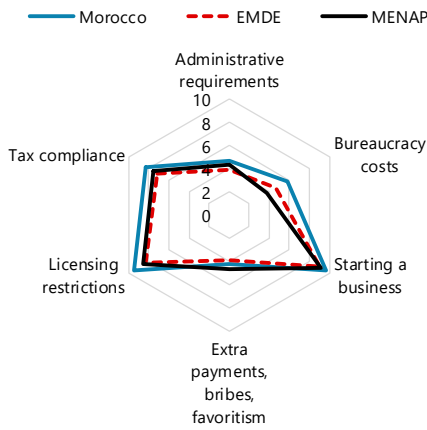 Morocco EMDE MENAP
Administrative
requirements
10
8
6
4
2
0
Bureaucracy
costs
Starting a
business
Extra
payments,
bribes,
favoritism
Licensing
restrictions
Tax compliance